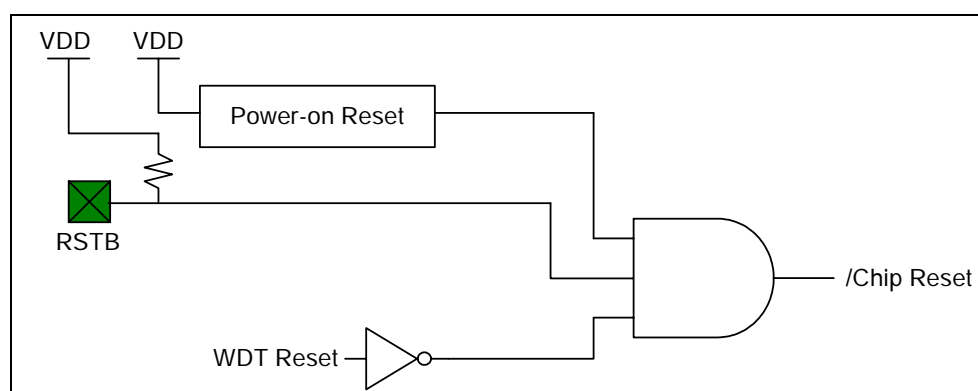 VDD VDD
Power-on Reset
RSTB
/Chip Reset
WDT Reset